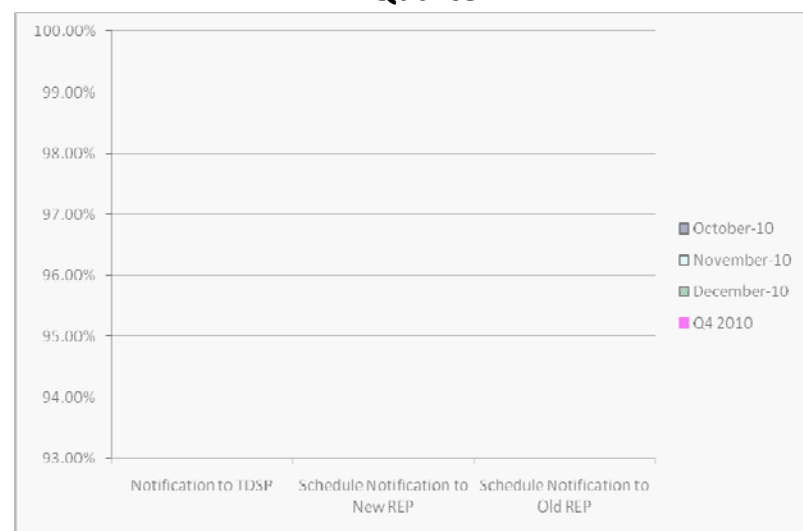 100.00%
99.00%
98.00%
97.00%
96.00%
95.00%
94.00%
93.00%
Notification to TDSP
Schedule Notification to
New REP
Schedule Notification to
Old REP
October-10
November-10
December-10
Q4 2010